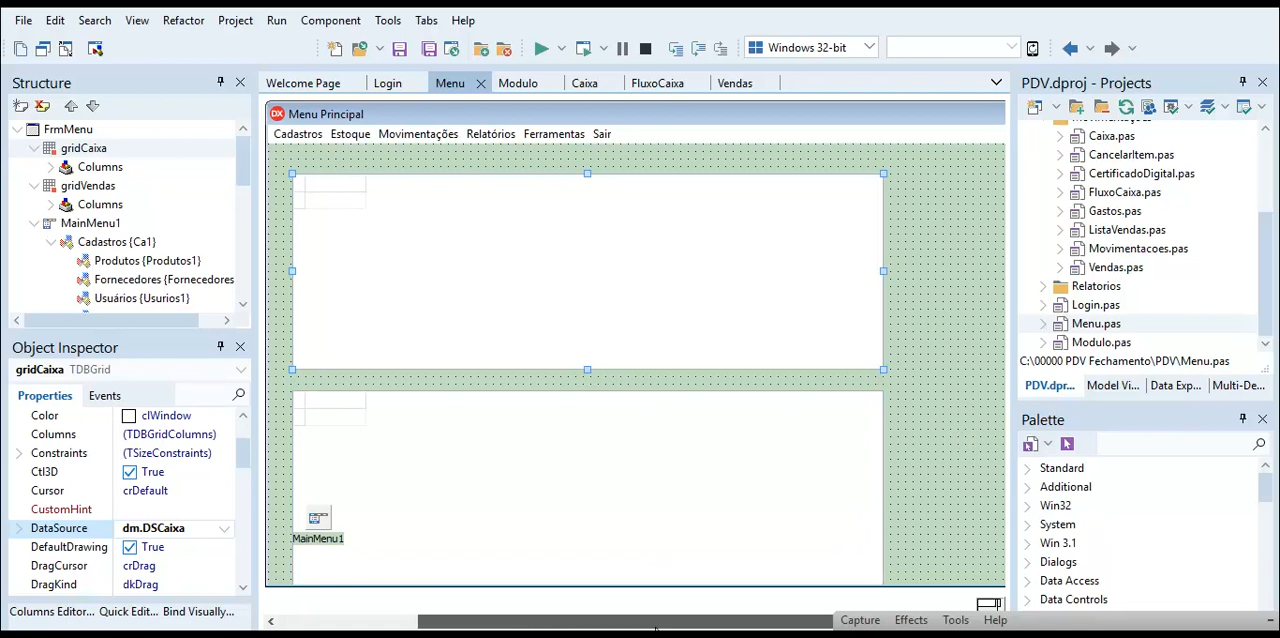 File Edit Search View Refactor Project Run Component Tools Tabs Help
Windows 32-bit
Structure
FrmMenu
gridCaixa
Columns
gridVendas
Columns
MainMenu1
Cadastros {Ca1}
Produtos {Produtos1}
Fornecedores {Fornecedores
Usuários {Usurios1}
Object Inspector
gridCaixa TDBGrid
Properties Events
Color clWindow
Columns (TDBGridColumns)
Constraints (TSizeConstraints)
Ctl3D True
Cursor crDefault
CustomHint
DataSource dm.DSCaixa
DefaultDrawing True
DragCursor crDrag
DragKind dkDrag
Columns Editor... Quick Edit... Bind Visually...
Welcome Page Login Menu Modulo Caixa FluxoCaixa Vendas
DX Menu Principal
Cadastros Estoque Movimentações Relatórios Ferramentas Sair
MainMenu1
PDV.dproj - Projects
Caixa.pas
CancelarItem.pas
CertificadoDigital.pas
FluxoCaixa.pas
Gastos.pas
ListaVendas.pas
Movimentacoes.pas
Vendas.pas
Relatorios
Login.pas
Menu.pas
Modulo.pas
C:\00000 PDV Fechamento\PDV\Menu.pas
PDV.dpr... Model Vi... Data Exp... Multi-De...
Palette
Standard
Additional
Win32
System
Win 3.1
Dialogs
Data Access
Data Controls
Capture Effects Tools Help